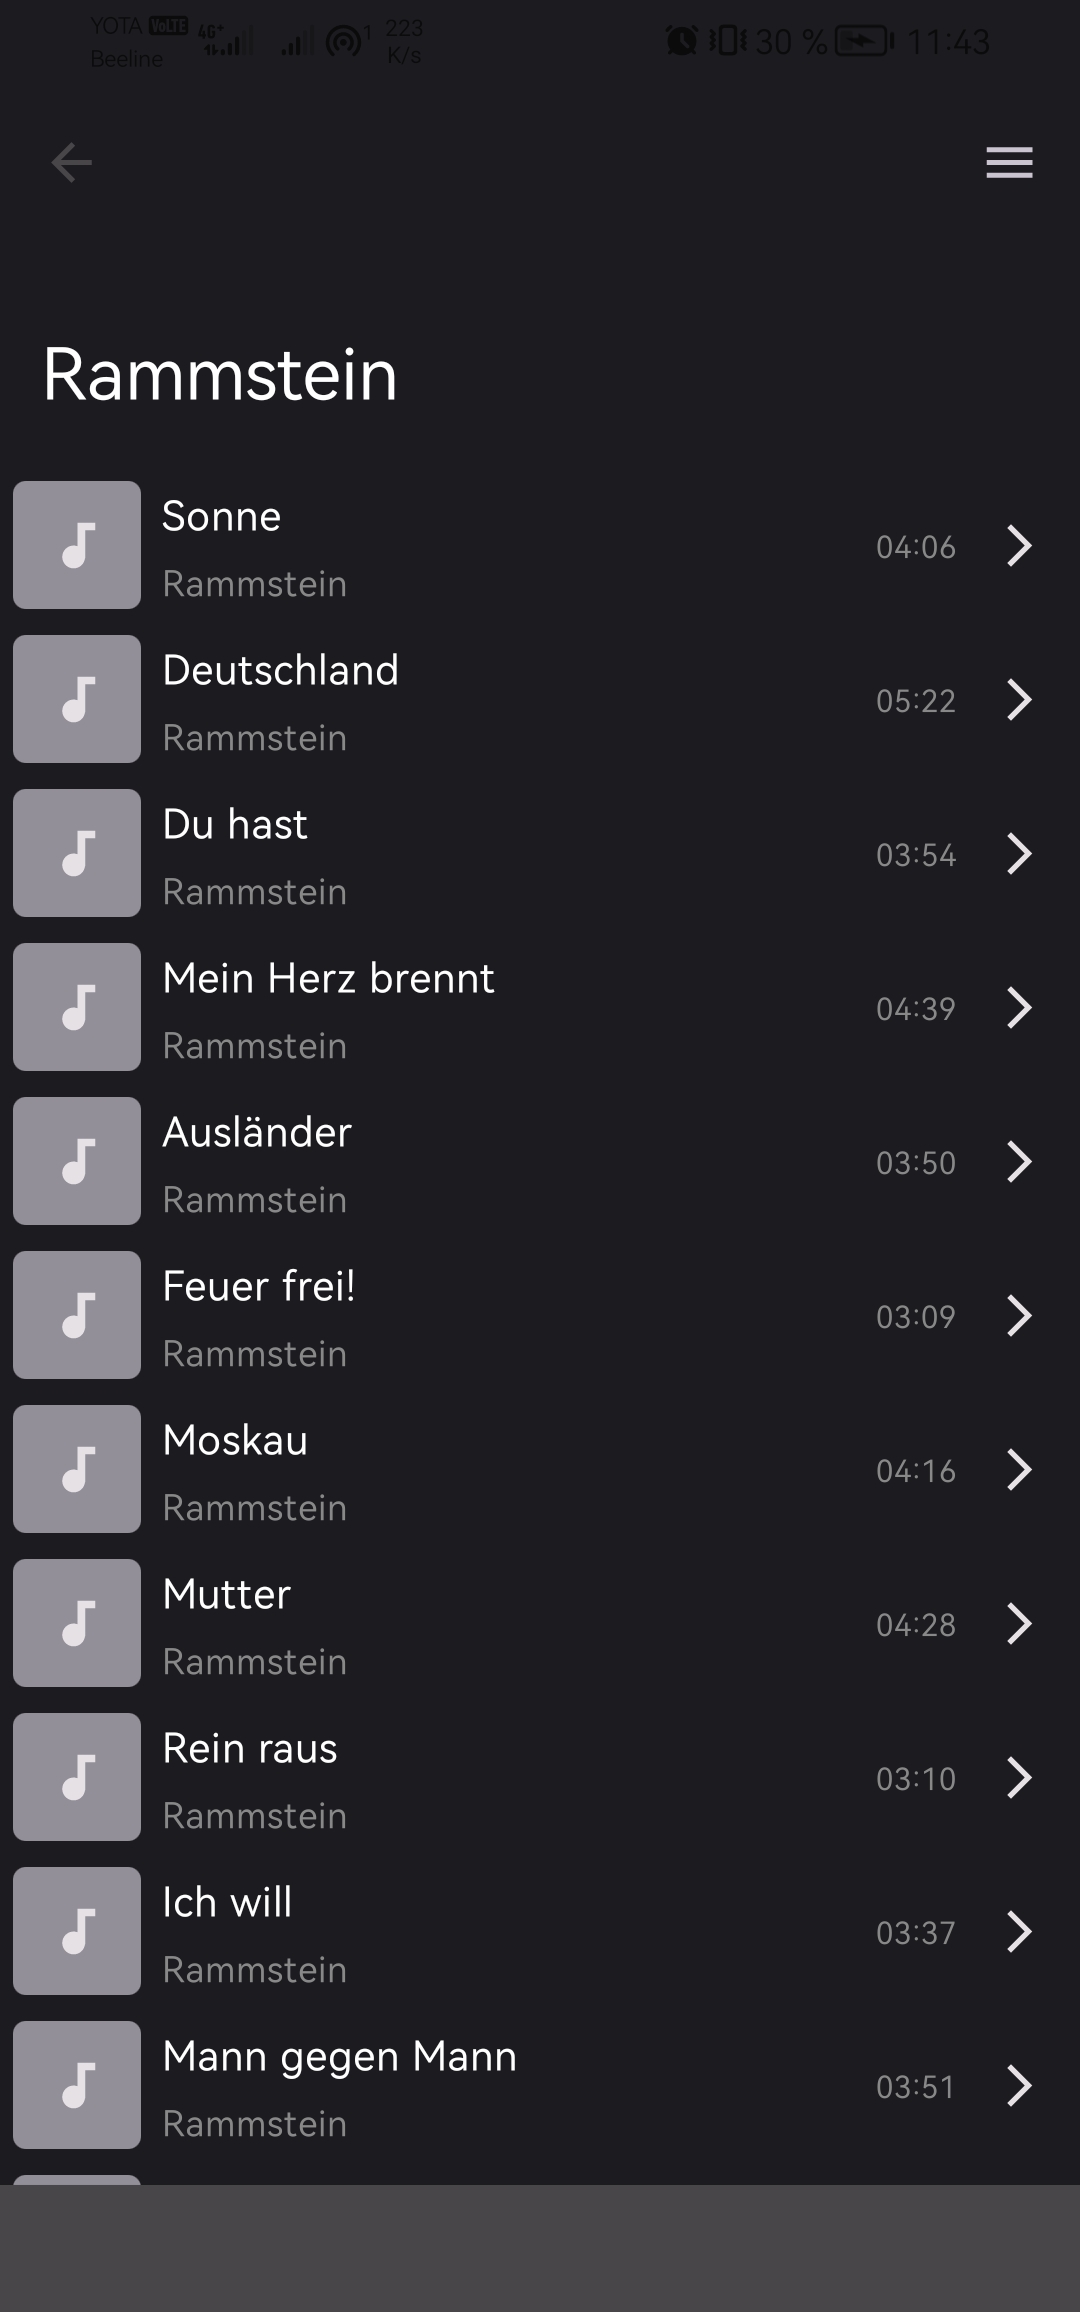 YOTA VoLTE 4G+ 1 223 K/s 30 % 11:43
Beeline
Rammstein
Sonne
Rammstein
04:06
Deutschland
Rammstein
05:22
Du hast
Rammstein
03:54
Mein Herz brennt
Rammstein
04:39
Ausländer
Rammstein
03:50
Feuer frei!
Rammstein
03:09
Moskau
Rammstein
04:16
Mutter
Rammstein
04:28
Rein raus
Rammstein
03:10
Ich will
Rammstein
03:37
Mann gegen Mann
Rammstein
03:51